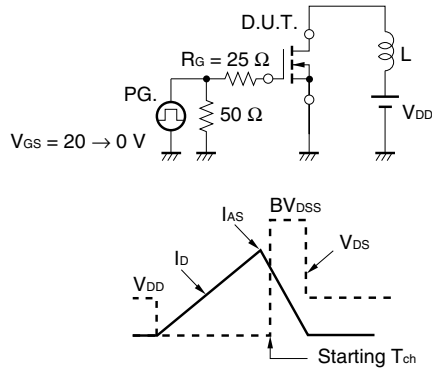 D.U.T.
RG = 25 Ω
L
PG.
50 Ω
VDD
VGS = 20 → 0 V
BVDSS
IAS
VDS
ID
VDD
Starting Tch